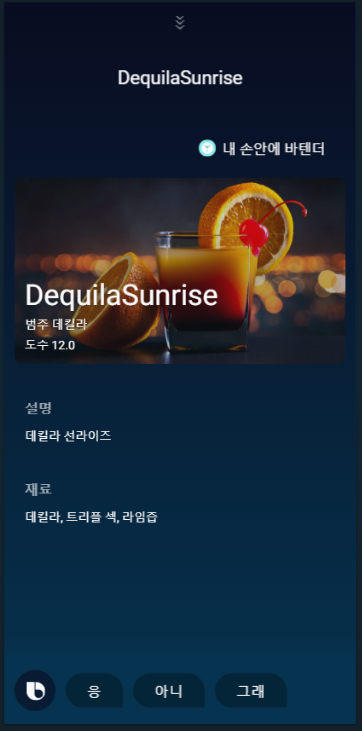 DequilaSunrise
내 손안에 바텐더
DequilaSunrise
범주 데킬라
도수 12.0
설명
데킬라 선라이즈
재료
데킬라, 트리플 섹, 라임즙
응
아니
그래